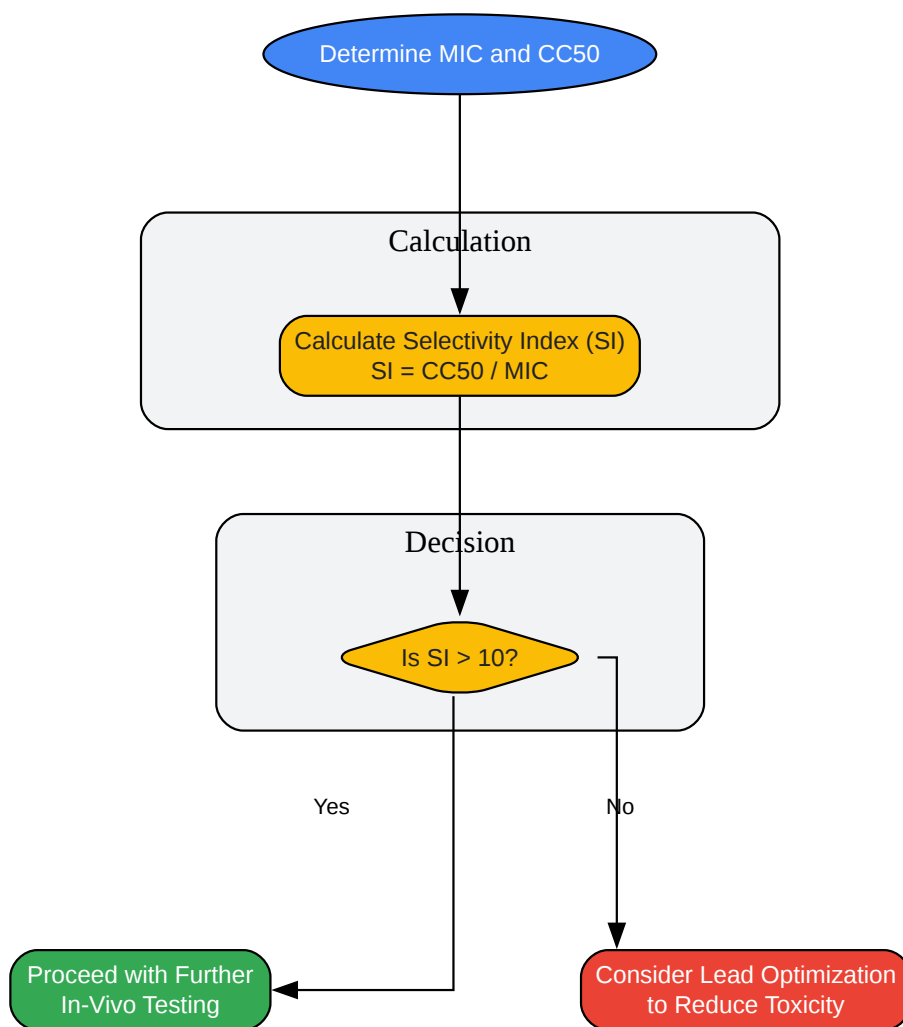 Determine MIC and CC50
Calculation
Calculate Selectivity Index (SI)
SI = CC50 / MIC
Decision
Is SI > 10?
Yes
No
Proceed with Further
In-Vivo Testing
Consider Lead Optimization
to Reduce Toxicity